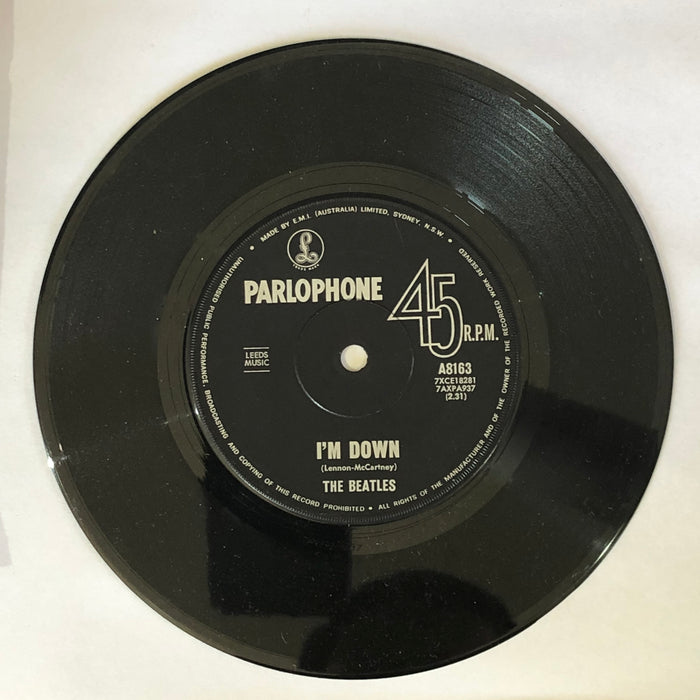 MADE BY E.M.I. (AUSTRALIA) LIMITED, SYDNEY, N.S.W.
£
TRADE MARK
PARLOPHONE
45
R.P.M.
LEEDS
MUSIC
A8163
7XCE18281
7AXPA937
(2.31)
I'M DOWN
(Lennon-McCartney)
THE BEATLES
UNAUTHORISED PUBLIC PERFORMANCE, BROADCASTING AND COPYING OF THIS RECORD PROHIBITED • ALL RIGHTS OF THE MANUFACTURER AND OF THE OWNER OF THE RECORDED WORK RESERVED